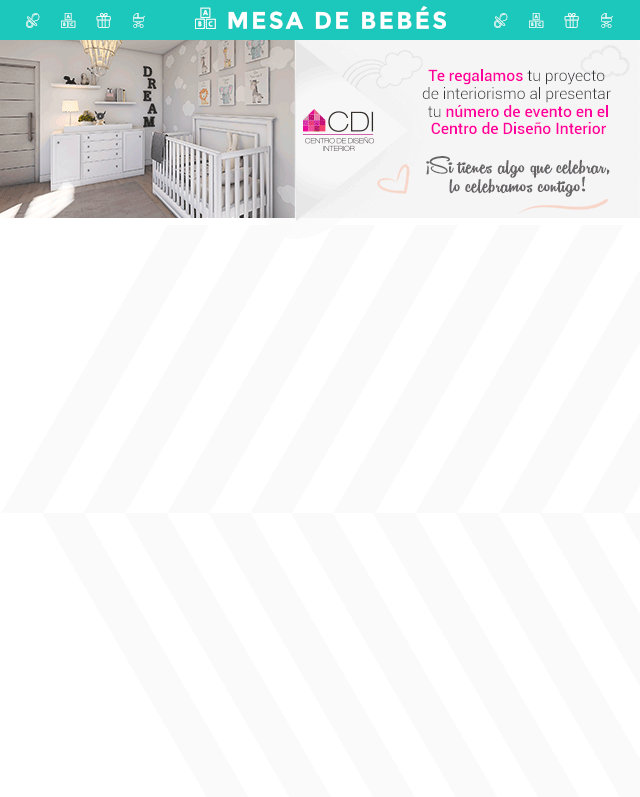 MESA DE BEBÉS
DREAM
CDI
CENTRO DE DISEÑO
INTERIOR
Te regalamos tu proyecto
de interiorismo al presentar
tu número de evento en el
Centro de Diseño Interior
¡Si tienes algo que celebrar,
lo celebramos contigo!